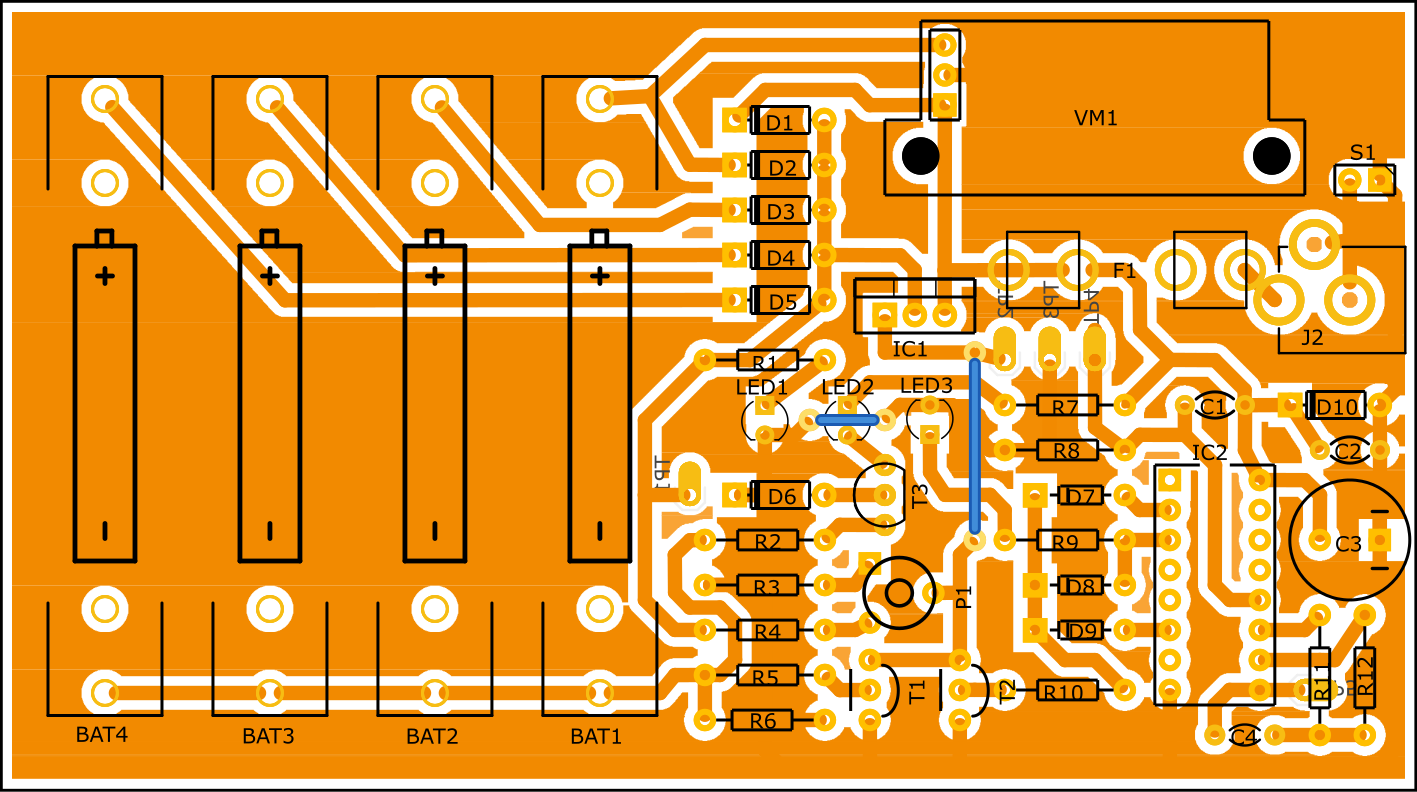 VM1
D1
S1
D2
D3
D4
F1
D5
J2
IC1
R1
LED1
LED2
LED3
R7
C1
D10
R8
IC2
C2
TP1
D6
T3
D7
R2
R9
C3
R3
D8
P1
R4
D9
R5
T1
T2
R10
R11
R12
R6
BAT4
BAT3
BAT2
BAT1
C4
+
+
+
+
TP2
TP3
TP4